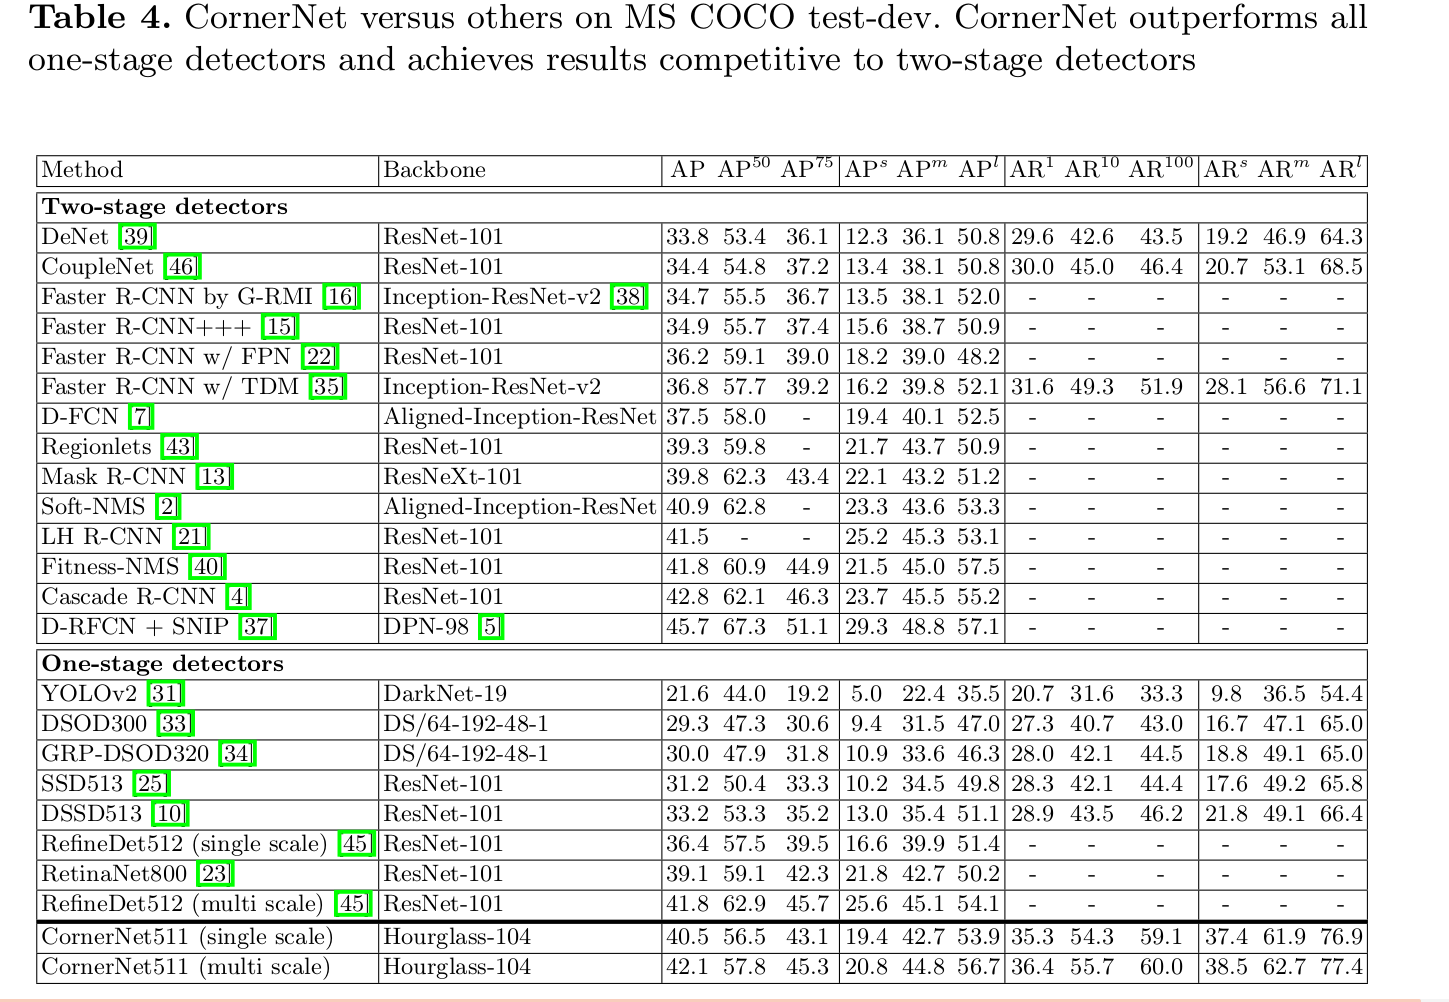 Table 4. CornerNet versus others on MS COCO test-dev. CornerNet outperforms all
one-stage detectors and achieves results competitive to two-stage detectors
Method Backbone AP AP50 AP75 APs APm APl AR1 AR10 AR100 ARs ARm ARl
Two-stage detectors
DeNet [39] ResNet-101 33.8 53.4 36.1 12.3 36.1 50.8 29.6 42.6 43.5 19.2 46.9 64.3
CoupleNet [46] ResNet-101 34.4 54.8 37.2 13.4 38.1 50.8 30.0 45.0 46.4 20.7 53.1 68.5
Faster R-CNN by G-RMI [16] Inception-ResNet-v2 [38] 34.7 55.5 36.7 13.5 38.1 52.0 - - - - - -
Faster R-CNN+++ [15] ResNet-101 34.9 55.7 37.4 15.6 38.7 50.9 - - - - - -
Faster R-CNN w/ FPN [22] ResNet-101 36.2 59.1 39.0 18.2 39.0 48.2 - - - - - -
Faster R-CNN w/ TDM [35] Inception-ResNet-v2 36.8 57.7 39.2 16.2 39.8 52.1 31.6 49.3 51.9 28.1 56.6 71.1
D-FCN [7] Aligned-Inception-ResNet 37.5 58.0 - 19.4 40.1 52.5 - - - - - -
Regionlets [43] ResNet-101 39.3 59.8 - 21.7 43.7 50.9 - - - - - -
Mask R-CNN [13] ResNeXt-101 39.8 62.3 43.4 22.1 43.2 51.2 - - - - - -
Soft-NMS [2] Aligned-Inception-ResNet 40.9 62.8 - 23.3 43.6 53.3 - - - - - -
LH R-CNN [21] ResNet-101 41.5 - - 25.2 45.3 53.1 - - - - - -
Fitness-NMS [40] ResNet-101 41.8 60.9 44.9 21.5 45.0 57.5 - - - - - -
Cascade R-CNN [4] ResNet-101 42.8 62.1 46.3 23.7 45.5 55.2 - - - - - -
D-RFCN + SNIP [37] DPN-98 [5] 45.7 67.3 51.1 29.3 48.8 57.1 - - - - - -
One-stage detectors
YOLOv2 [31] DarkNet-19 21.6 44.0 19.2 5.0 22.4 35.5 20.7 31.6 33.3 9.8 36.5 54.4
DSOD300 [33] DS/64-192-48-1 29.3 47.3 30.6 9.4 31.5 47.0 27.3 40.7 43.0 16.7 47.1 65.0
GRP-DSOD320 [34] DS/64-192-48-1 30.0 47.9 31.8 10.9 33.6 46.3 28.0 42.1 44.5 18.8 49.1 65.0
SSD513 [25] ResNet-101 31.2 50.4 33.3 10.2 34.5 49.8 28.3 42.1 44.4 17.6 49.2 65.8
DSSD513 [10] ResNet-101 33.2 53.3 35.2 13.0 35.4 51.1 28.9 43.5 46.2 21.8 49.1 66.4
RefineDet512 (single scale) [45] ResNet-101 36.4 57.5 39.5 16.6 39.9 51.4 - - - - - -
RetinaNet800 [23] ResNet-101 39.1 59.1 42.3 21.8 42.7 50.2 - - - - - -
RefineDet512 (multi scale) [45] ResNet-101 41.8 62.9 45.7 25.6 45.1 54.1 - - - - - -
CornerNet511 (single scale) Hourglass-104 40.5 56.5 43.1 19.4 42.7 53.9 35.3 54.3 59.1 37.4 61.9 76.9
CornerNet511 (multi scale) Hourglass-104 42.1 57.8 45.3 20.8 44.8 56.7 36.4 55.7 60.0 38.5 62.7 77.4